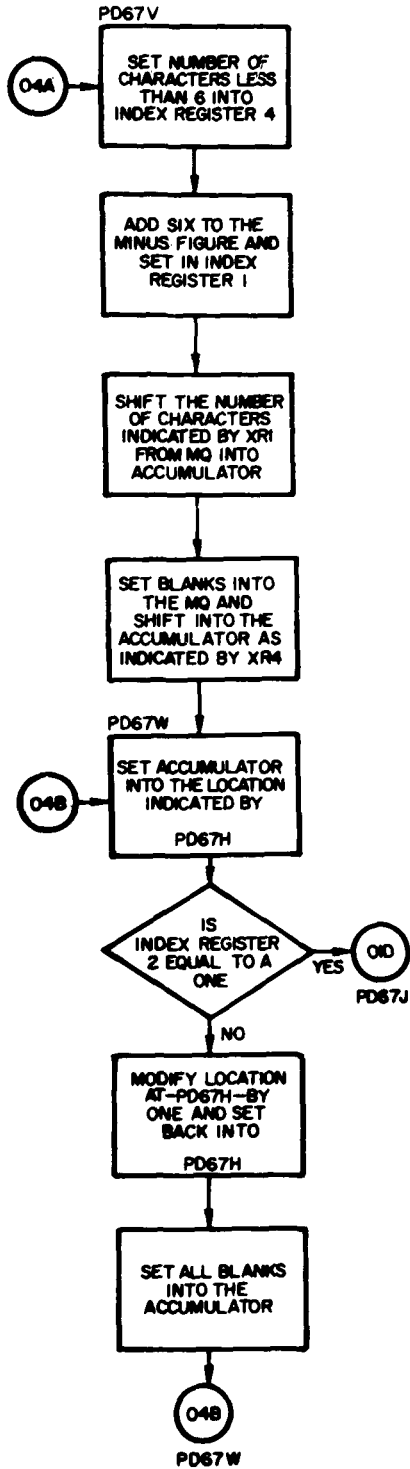 PD67V
04A
SET NUMBER OF
CHARACTERS LESS
THAN 6 INTO
INDEX REGISTER 4
ADD SIX TO THE
MINUS FIGURE AND
SET IN INDEX
REGISTER I
SHIFT THE NUMBER
OF CHARACTERS
INDICATED BY XR1
FROM MQ INTO
ACCUMULATOR
SET BLANKS INTO
THE MQ AND
SHIFT INTO THE
ACCUMULATOR AS
INDICATED BY XR4
PD67W
04B
SET ACCUMULATOR
INTO THE LOCATION
INDICATED BY
PD67H
IS
INDEX REGISTER
2 EQUAL TO A
ONE
YES
01D
PD67J
NO
MODIFY LOCATION
AT-PD67H-BY
ONE AND SET
BACK INTO
PD67H
SET ALL BLANKS
INTO THE
ACCUMULATOR
04B
PD67W